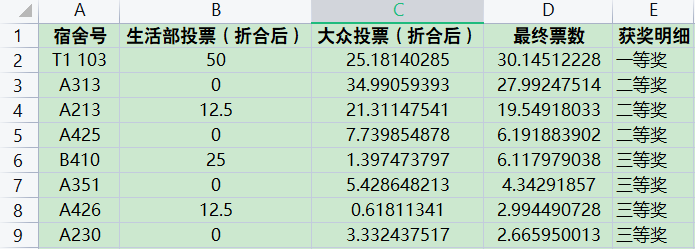 A B C D E
1 宿舍号 生活部投票（折合后） 大众投票（折合后） 最终票数 获奖明细
2 T1 103 50 25.18140285 30.14512228 一等奖
3 A313 0 34.99059393 27.99247514 二等奖
4 A213 12.5 21.31147541 19.54918033 二等奖
5 A425 0 7.739854878 6.191883902 二等奖
6 B410 25 1.397473797 6.117979038 三等奖
7 A351 0 5.428648213 4.34291857 三等奖
8 A426 12.5 0.61811341 2.994490728 三等奖
9 A230 0 3.332437517 2.665950013 三等奖